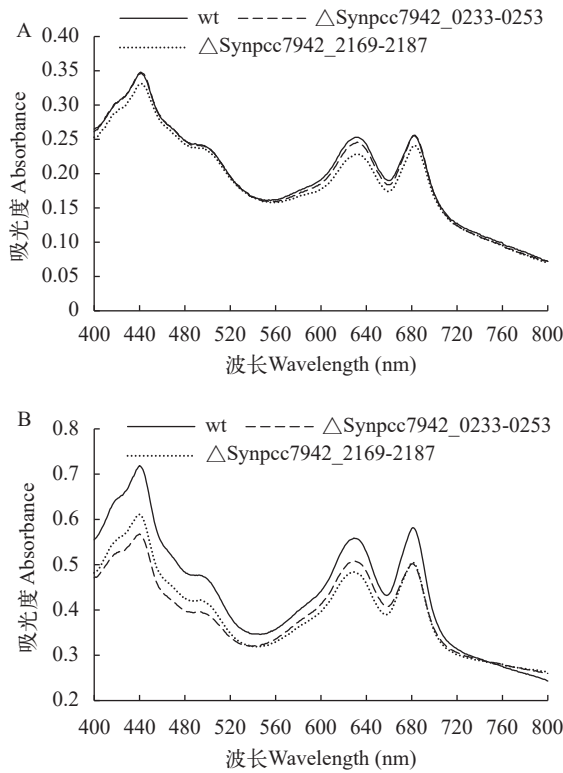 A
wt △Synpcc7942_0233-0253
△Synpcc7942_2169-2187
0.40
0.35
0.30
0.25
0.20
0.15
0.10
0.05
0
吸光度 Absorbance
400 440 480 520 560 600 640 680 720 760 800
波长Wavelength (nm)
B
wt △Synpcc7942_0233-0253
△Synpcc7942_2169-2187
0.8
0.7
0.6
0.5
0.4
0.3
0.2
吸光度 Absorbance
400 440 480 520 560 600 640 680 720 760 800
波长Wavelength (nm)